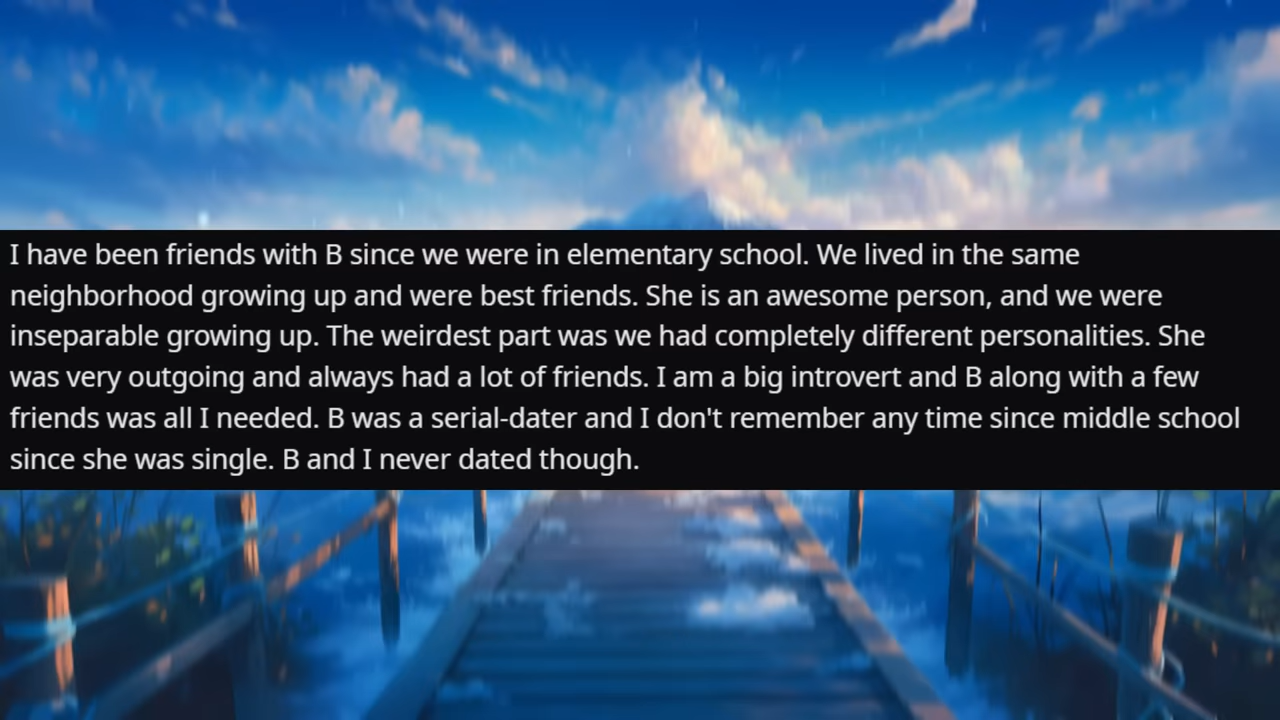 I have been friends with B since we were in elementary school. We lived in the same
neighborhood growing up and were best friends. She is an awesome person, and we were
inseparable growing up. The weirdest part was we had completely different personalities. She
was very outgoing and always had a lot of friends. I am a big introvert and B along with a few
friends was all I needed. B was a serial-dater and I don't remember any time since middle school
since she was single. B and I never dated though.